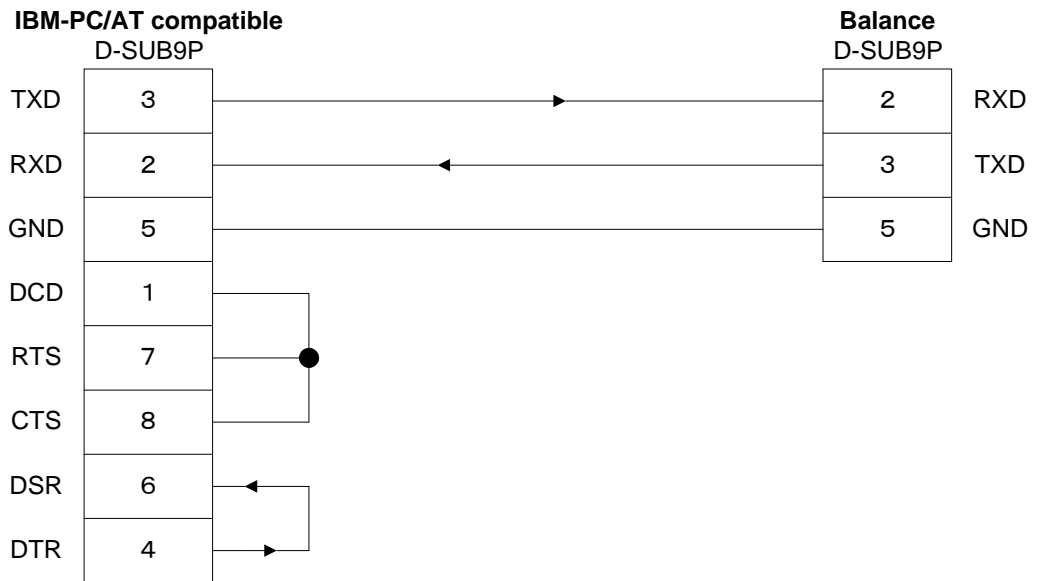 IBM-PC/AT compatible Balance
D-SUB9P D-SUB9P
TXD 3 2 RXD
RXD 2 3 TXD
GND 5 5 GND
DCD 1
RTS 7
CTS 8
DSR 6
DTR 4